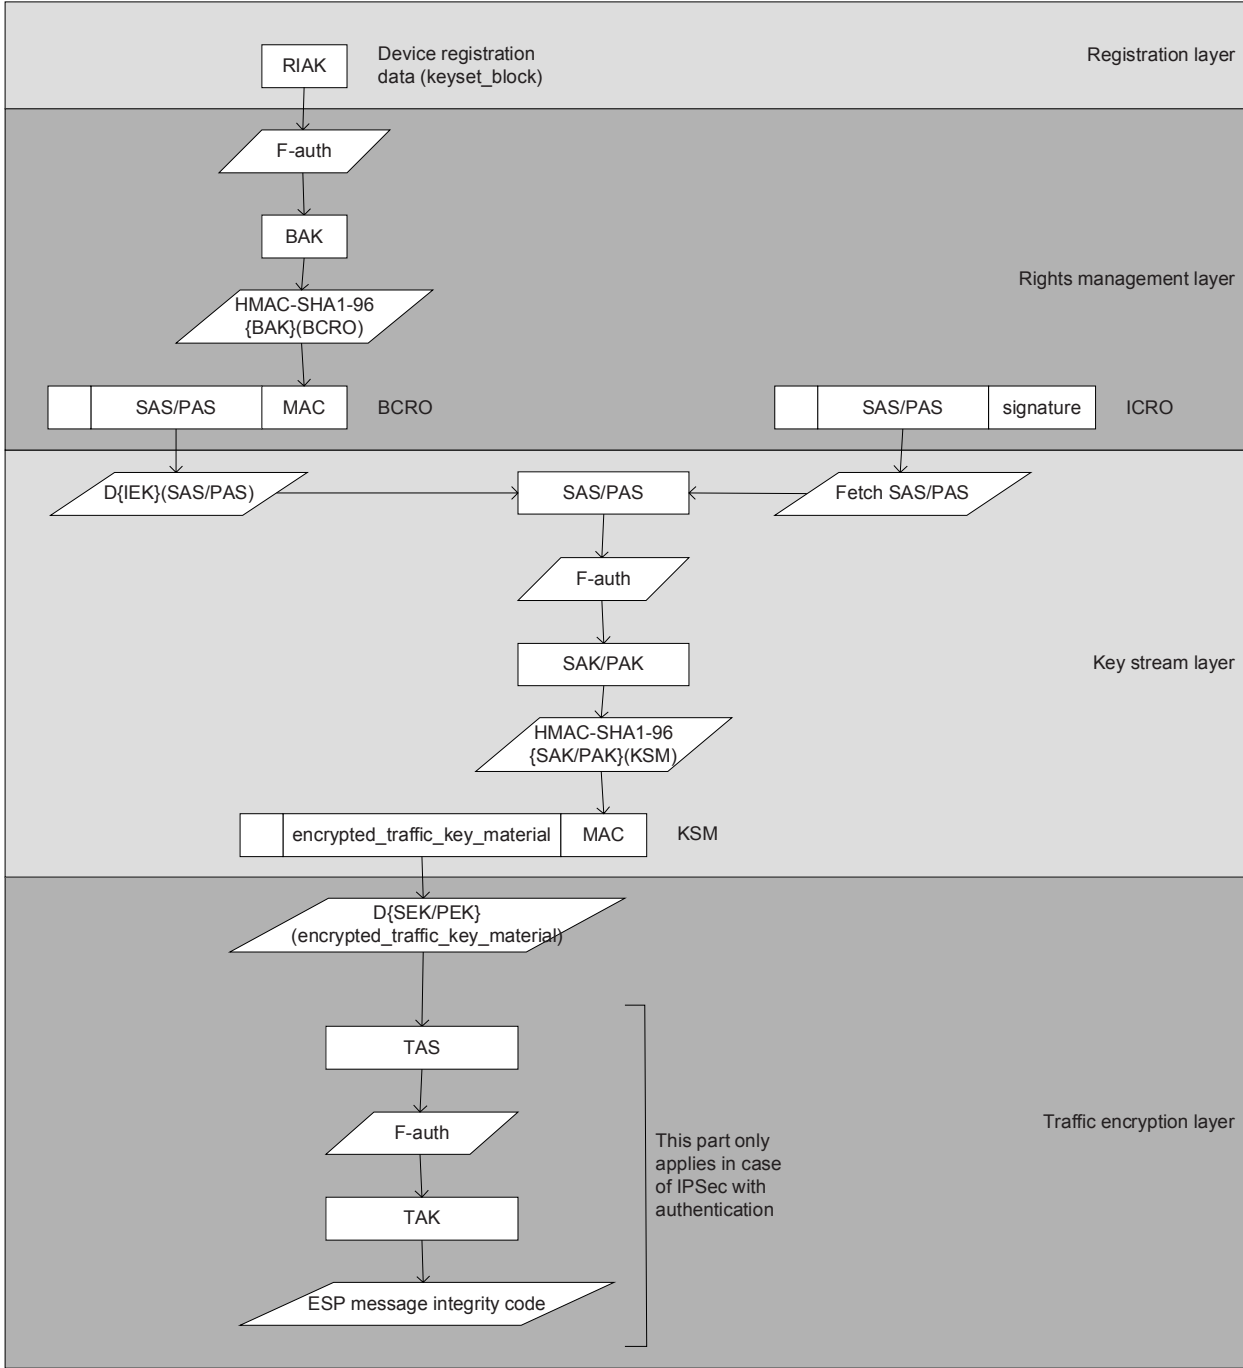 RIAK
Device registration
data (keyset_block)
Registration layer
F-auth
BAK
Rights management layer
HMAC-SHA1-96
{BAK}(BCRO)
SAS/PAS
MAC
BCRO
SAS/PAS
signature
ICRO
D{IEK}(SAS/PAS)
SAS/PAS
Fetch SAS/PAS
F-auth
SAK/PAK
Key stream layer
HMAC-SHA1-96
{SAK/PAK}(KSM)
encrypted_traffic_key_material
MAC
KSM
D{SEK/PEK}
(encrypted_traffic_key_material)
TAS
F-auth
Traffic encryption layer
This part only
applies in case
of IPSec with
authentication
TAK
ESP message integrity code